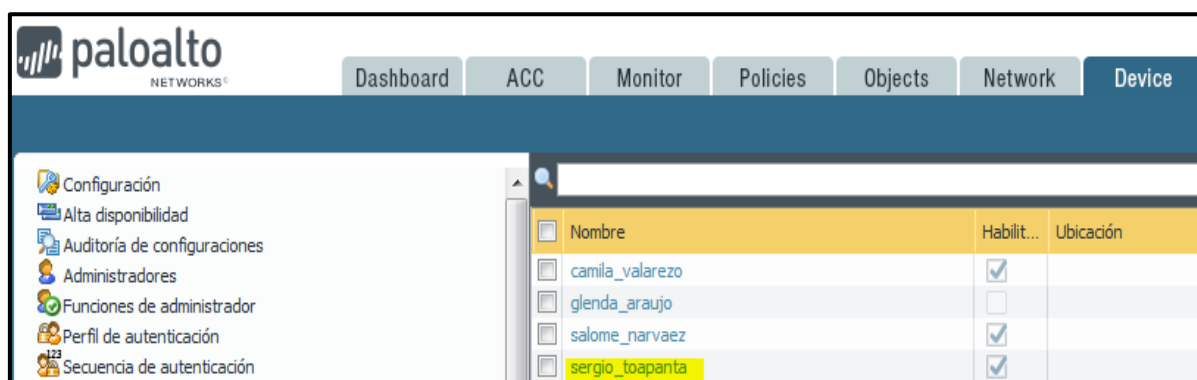 paloalto
NETWORKS®
Dashboard ACC Monitor Policies Objects Network Device
Configuración
Alta disponibilidad
Auditoría de configuraciones
Administradores
Funciones de administrador
Perfil de autenticación
123
Secuencia de autenticación
Nombre Habilit... Ubicación
camila_valarezo
glenda_araujo
salome_narvaez
sergio_toapanta